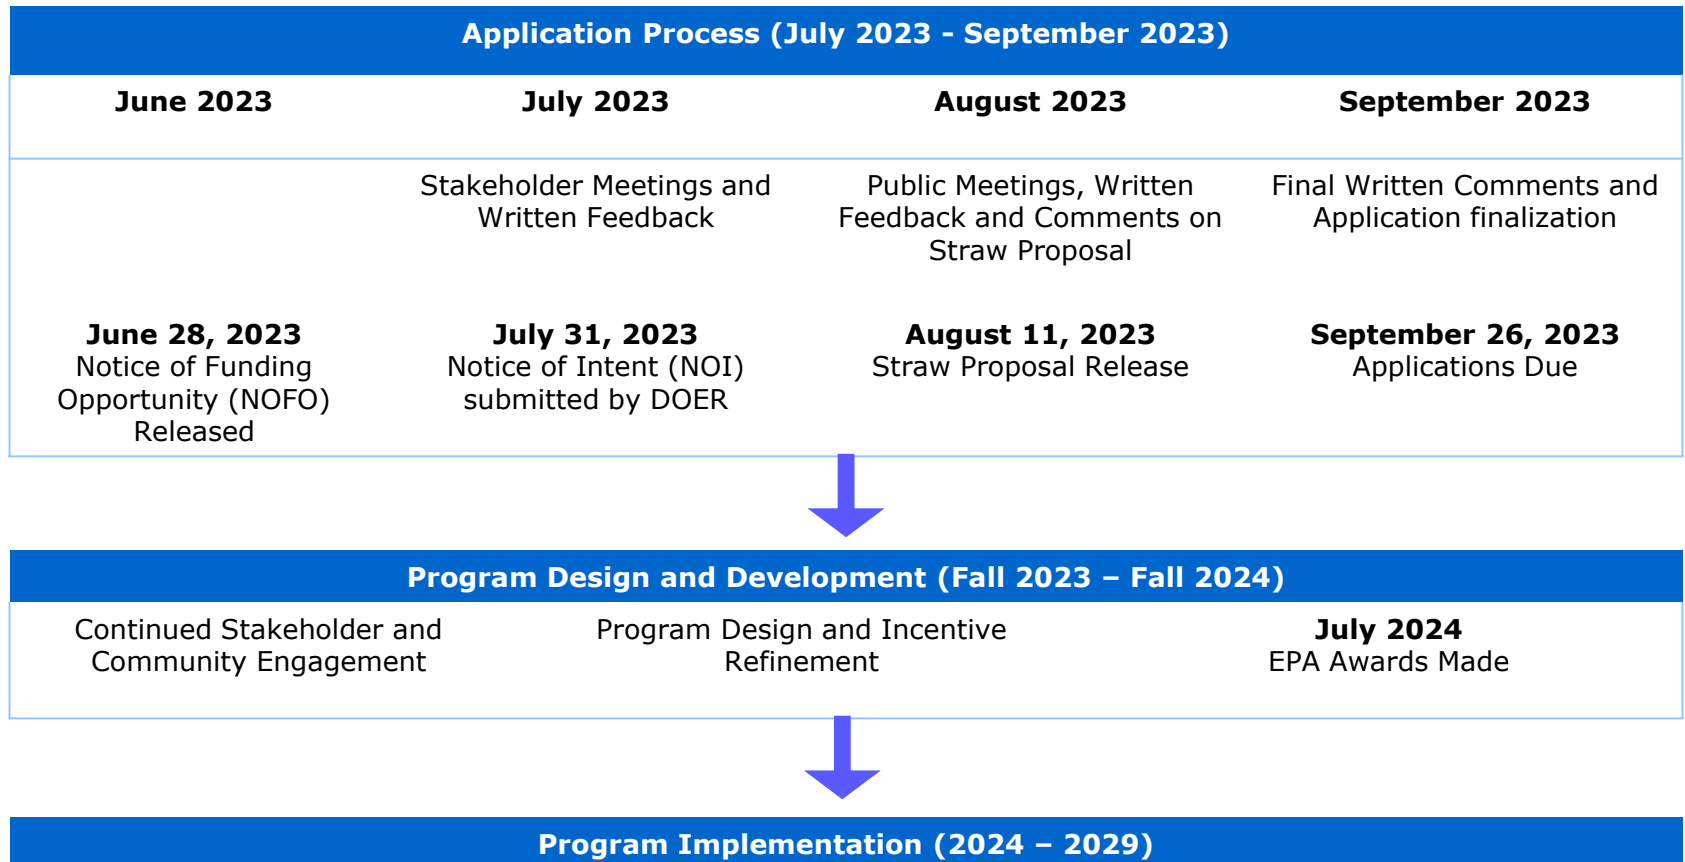 Application Process (July 2023 - September 2023)
June 2023
July 2023
August 2023
September 2023
Stakeholder Meetings and
Written Feedback
Public Meetings, Written
Feedback and Comments on
Straw Proposal
Final Written Comments and
Application finalization
June 28, 2023
Notice of Funding
Opportunity (NOFO)
Released
July 31, 2023
Notice of Intent (NOI)
submitted by DOER
August 11, 2023
Straw Proposal Release
September 26, 2023
Applications Due
Program Design and Development (Fall 2023 – Fall 2024)
Continued Stakeholder and
Community Engagement
Program Design and Incentive
Refinement
July 2024
EPA Awards Made
Program Implementation (2024 – 2029)